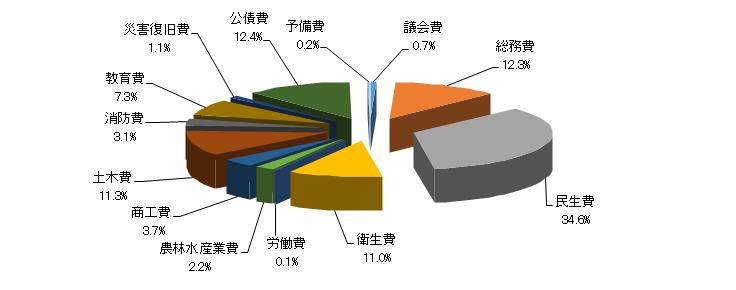 議会費
0.7%
総務費
12.3%
民生費
34.6%
衛生費
11.0%
労働費
0.1%
農林水産業費
2.2%
商工費
3.7%
土木費
11.3%
消防費
3.1%
教育費
7.3%
災害復旧費
1.1%
公債費
12.4%
予備費
0.2%